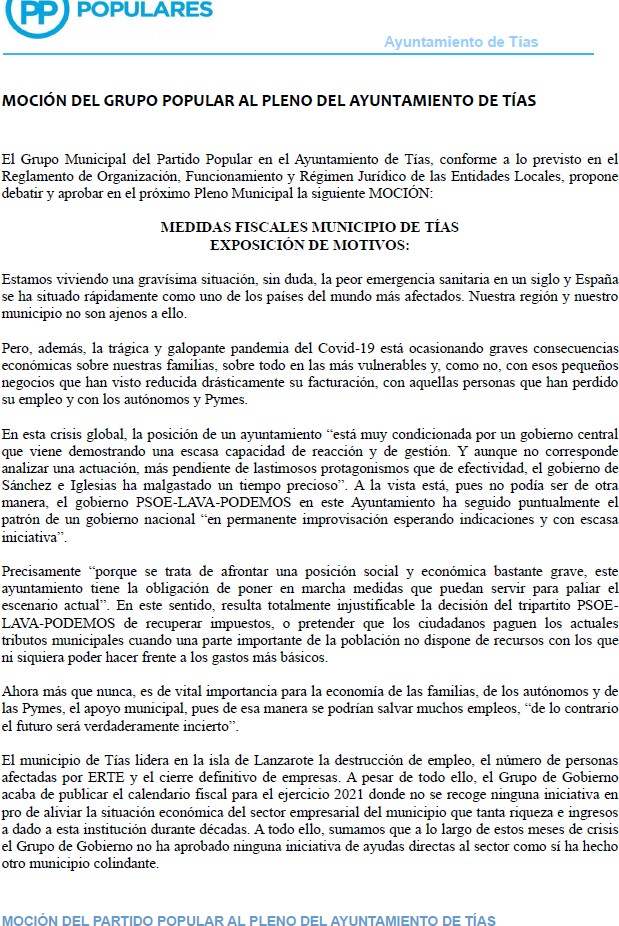 PP POPULARES
Ayuntamiento de Tías
MOCIÓN DEL GRUPO POPULAR AL PLENO DEL AYUNTAMIENTO DE TÍAS
El Grupo Municipal del Partido Popular en el Ayuntamiento de Tías, conforme a lo previsto en el
Reglamento de Organización, Funcionamiento y Régimen Jurídico de las Entidades Locales, propone
debatir y aprobar en el próximo Pleno Municipal la siguiente MOCIÓN:
MEDIDAS FISCALES MUNICIPIO DE TÍAS
EXPOSICIÓN DE MOTIVOS:
Estamos viviendo una gravísima situación, sin duda, la peor emergencia sanitaria en un siglo y España
se ha situado rápidamente como uno de los países del mundo más afectados. Nuestra región y nuestro
municipio no son ajenos a ello.
Pero, además, la trágica y galopante pandemia del Covid-19 está ocasionando graves consecuencias
económicas sobre nuestras familias, sobre todo en las más vulnerables y, como no, con esos pequeños
negocios que han visto reducida drásticamente su facturación, con aquellas personas que han perdido
su empleo y con los autónomos y Pymes.
En esta crisis global, la posición de un ayuntamiento “está muy condicionada por un gobierno central
que viene demostrando una escasa capacidad de reacción y de gestión. Y aunque no corresponde
analizar una actuación, más pendiente de lastimosos protagonismos que de efectividad, el gobierno de
Sánchez e Iglesias ha malgastado un tiempo precioso”. A la vista está, pues no podía ser de otra
manera, el gobierno PSOE-LAVA-PODEMOS en este Ayuntamiento ha seguido puntualmente el
patrón de un gobierno nacional “en permanente improvisación esperando indicaciones y con escasa
iniciativa”.
Precisamente “porque se trata de afrontar una posición social y económica bastante grave, este
ayuntamiento tiene la obligación de poner en marcha medidas que puedan servir para paliar el
escenario actual”. En este sentido, resulta totalmente injustificable la decisión del tripartito PSOE-
LAVA-PODEMOS de recuperar impuestos, o pretender que los ciudadanos paguen los actuales
tributos municipales cuando una parte importante de la población no dispone de recursos con los que
ni siquiera poder hacer frente a los gastos más básicos.
Ahora más que nunca, es de vital importancia para la economía de las familias, de los autónomos y de
las Pymes, el apoyo municipal, pues de esa manera se podrían salvar muchos empleos, “de lo contrario
el futuro será verdaderamente incierto”.
El municipio de Tías lidera en la isla de Lanzarote la destrucción de empleo, el número de personas
afectadas por ERTE y el cierre definitivo de empresas. A pesar de todo ello, el Grupo de Gobierno
acaba de publicar el calendario fiscal para el ejercicio 2021 donde no se recoge ninguna iniciativa en
pro de aliviar la situación económica del sector empresarial del municipio que tanta riqueza e ingresos
a dado a esta institución durante décadas. A todo ello, sumamos que a lo largo de estos meses de crisis
el Grupo de Gobierno no ha aprobado ninguna iniciativa de ayudas directas al sector como sí ha hecho
otro municipio colindante.
MOCIÓN DEL PARTIDO POPULAR AL PLENO DEL AYUNTAMIENTO DE TÍAS